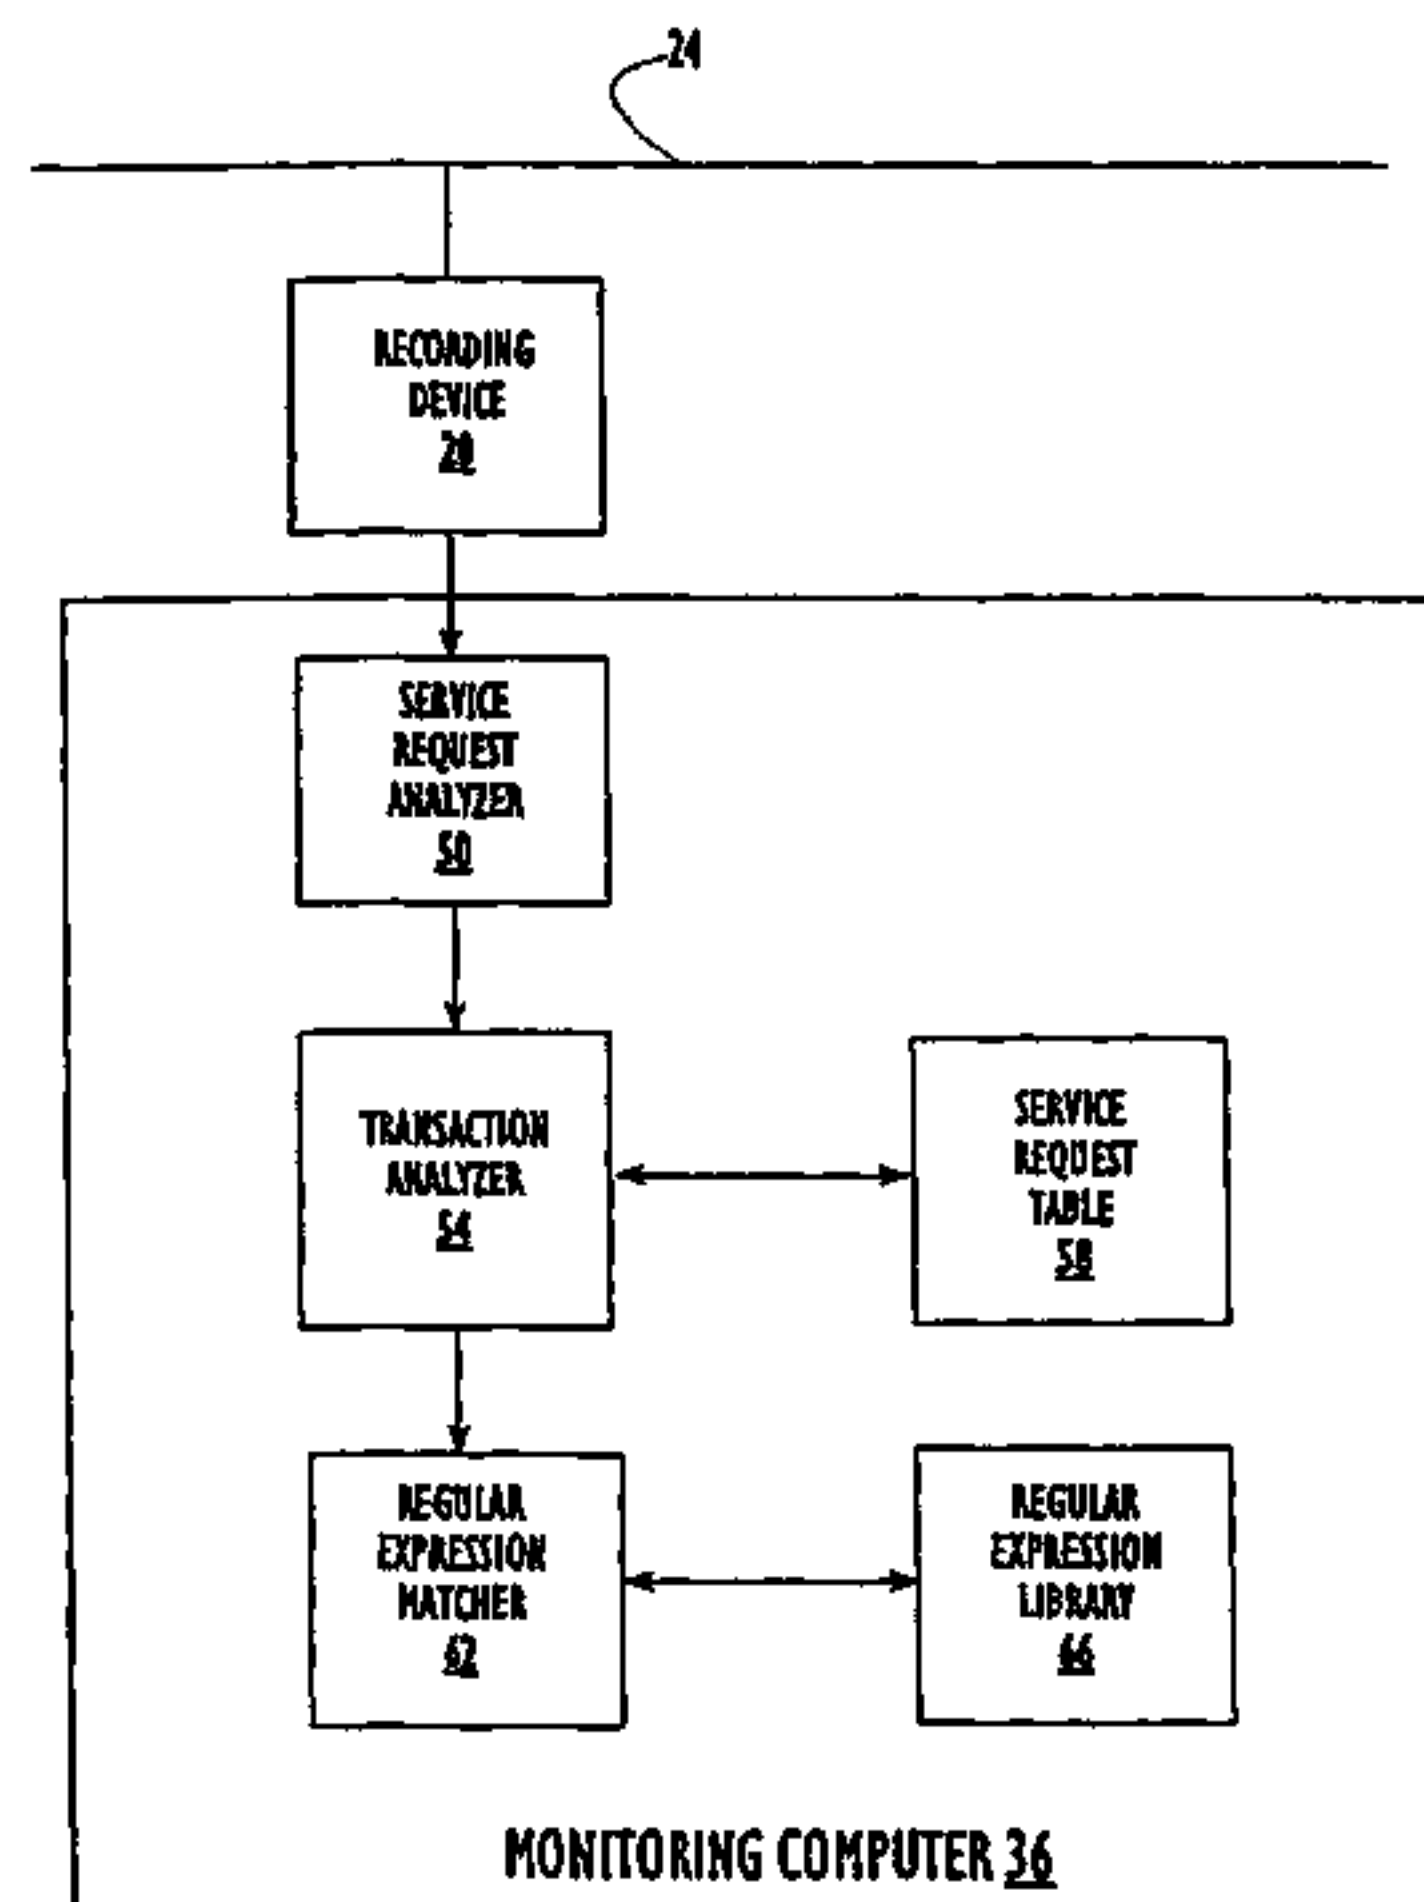 24
RECORDING
DEVICE
28
SERVICE
REQUEST
ANALYZER
50
TRANSACTION
ANALYZER
54
SERVICE
REQUEST
TABLE
58
REGULAR
EXPRESSION
MATCHER
62
REGULAR
EXPRESSION
LIBRARY
66
MONITORING COMPUTER 36